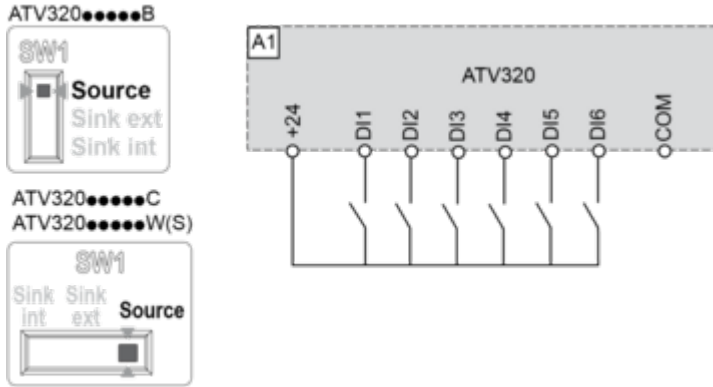 ATV320●●●●●B
SW1
Source
Sink ext
Sink int
ATV320●●●●●C
ATV320●●●●●W(S)
SW1
Sink int
Sink ext
Source
A1
ATV320
+24
DI1
DI2
DI3
DI4
DI5
DI6
COM